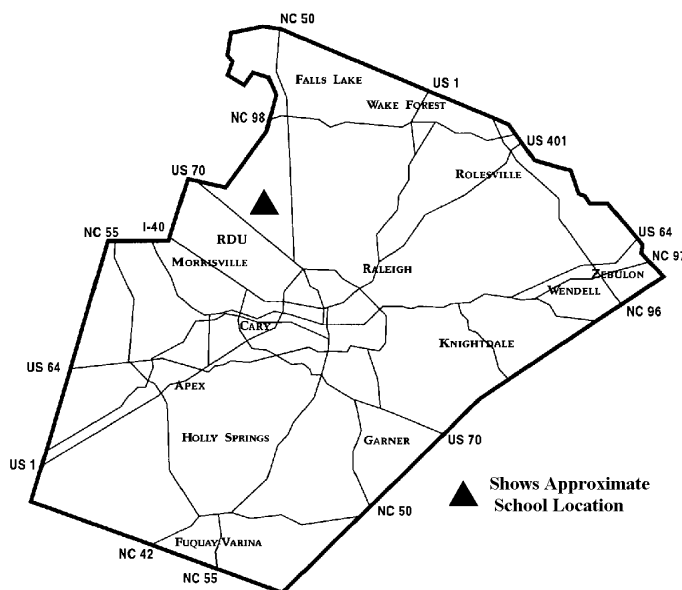 NC 50
FALLS LAKE
US 1
WAKE FOREST
NC 98
US 401
US 70
ROLESVILLE
I-40
NC 55
RDU
US 64
MORRISVILLE
RALEIGH
NC 97
ZEBULON
WENDELL
NC 96
CARY
KNIGHTDALE
US 64
APEX
HOLLY SPRINGS
GARNER
US 70
US 1
Shows Approximate
School Location
NC 50
FUQUAY-VARINA
NC 42
NC 55